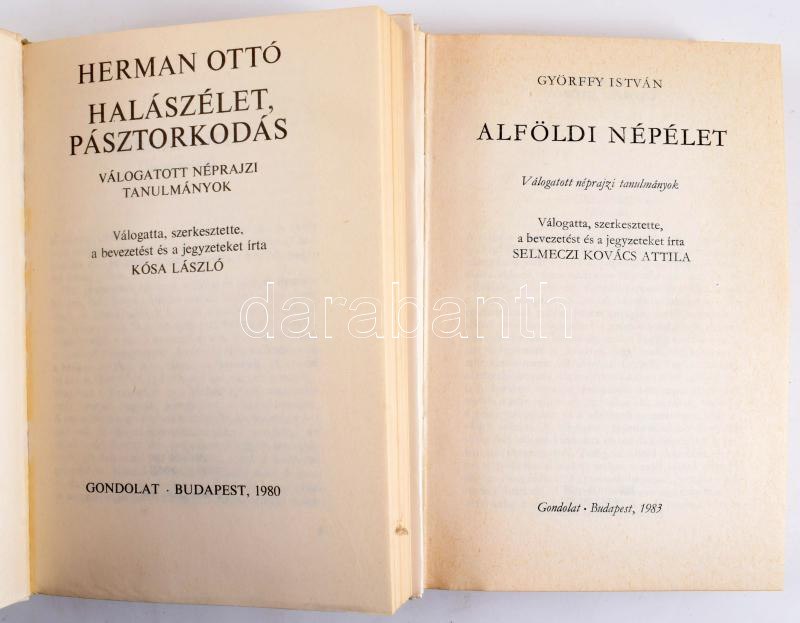 HERMAN OTTÓ
HALÁSZÉLET,
PÁSZTORKODÁS
VÁLOGATOTT NÉPRAJZI
TANULMÁNYOK
Válogatta, szerkesztette,
a bevezetést és a jegyzeteket írta
KÓSA LÁSZLÓ
GONDOLAT · BUDAPEST, 1980
GYÖRFFY ISTVÁN
ALFÖLDI NÉPÉLET
Válogatott néprajzi tanulmányok
Válogatta, szerkesztette,
a bevezetést és a jegyzeteket írta
SELMECZI KOVÁCS ATTILA
Gondolat · Budapest, 1983
darabanth